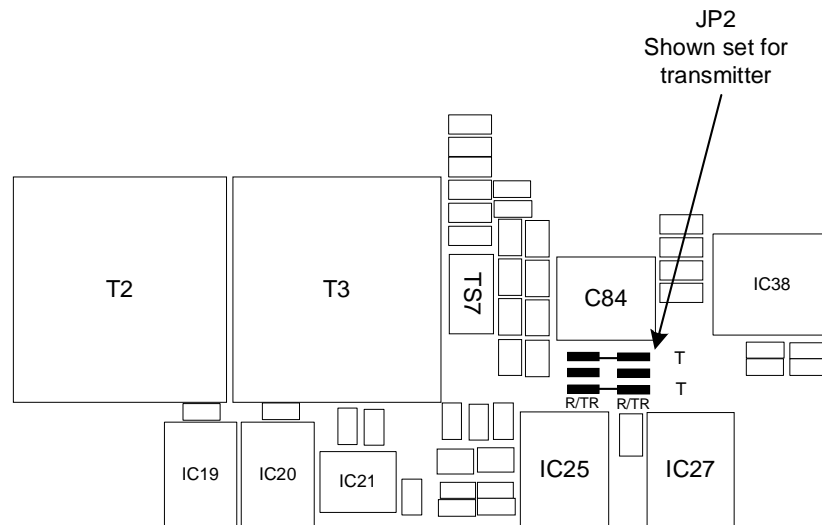 JP2
Shown set for
transmitter
T2
T3
TS7
C84
IC38
T
T
R/TR
R/TR
IC19
IC20
IC21
IC25
IC27